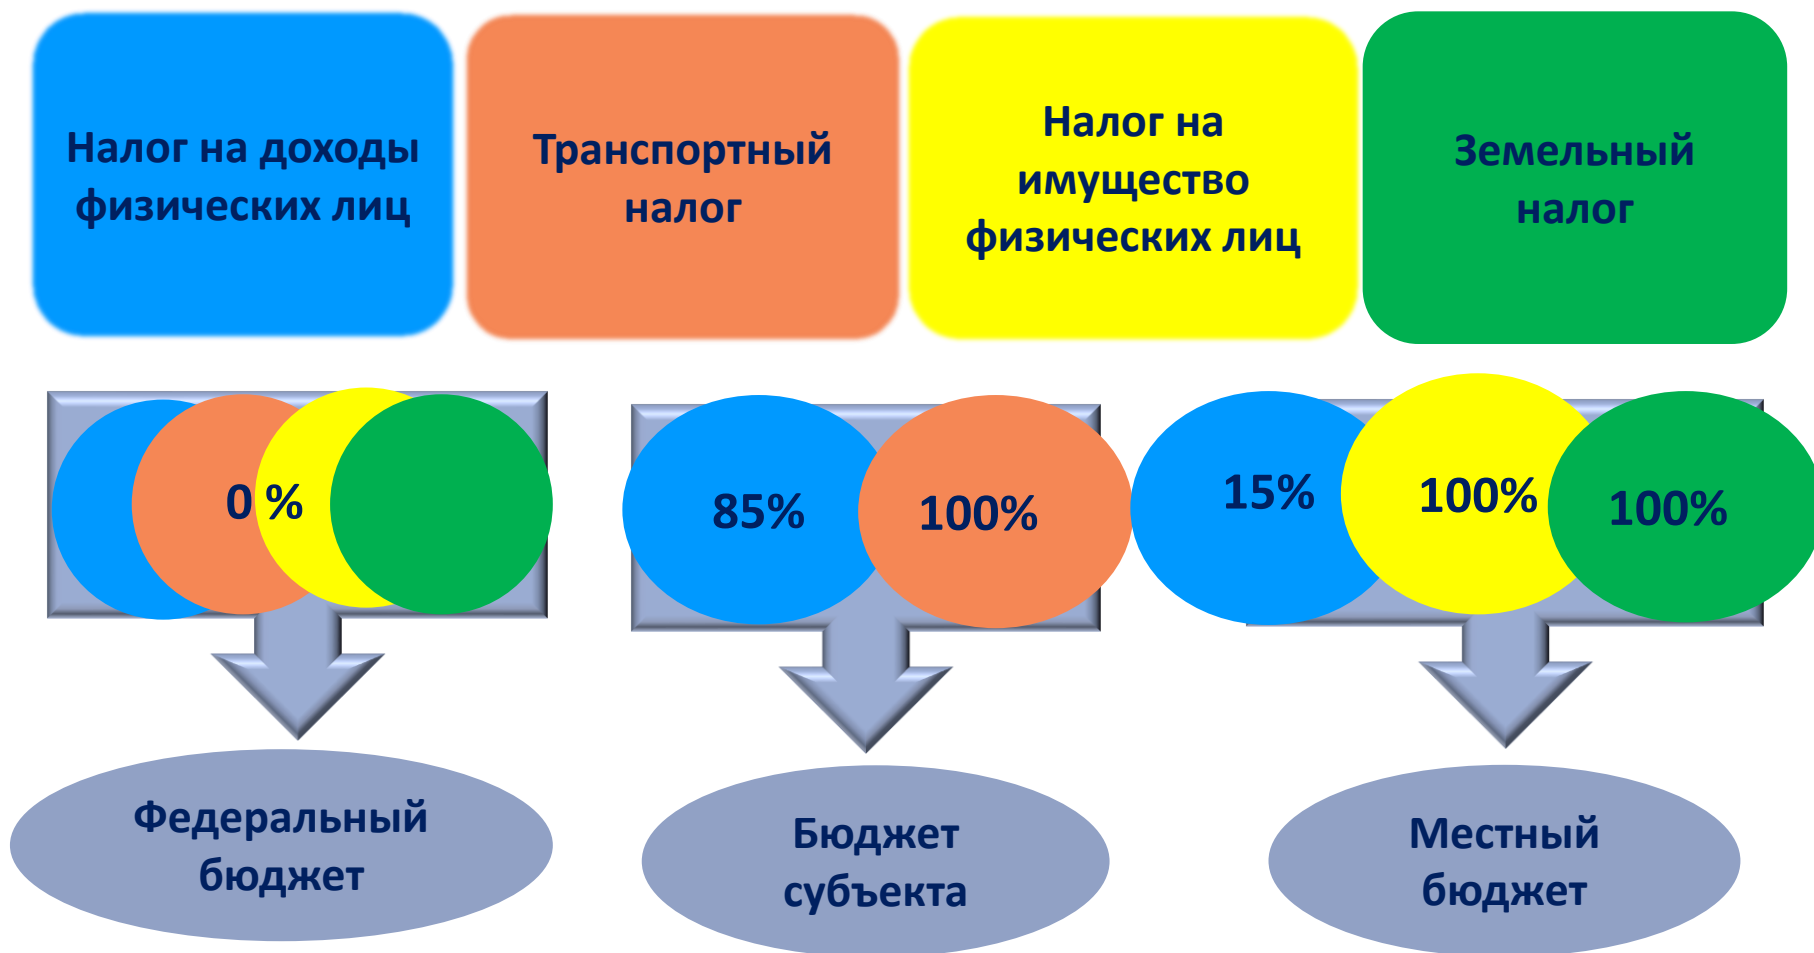 Налог на доходы
физических лиц
Транспортный
налог
Налог на
имущество
физических лиц
Земельный
налог
0 %
85%
100%
15%
100%
100%
Федеральный
бюджет
Бюджет
субъекта
Местный
бюджет